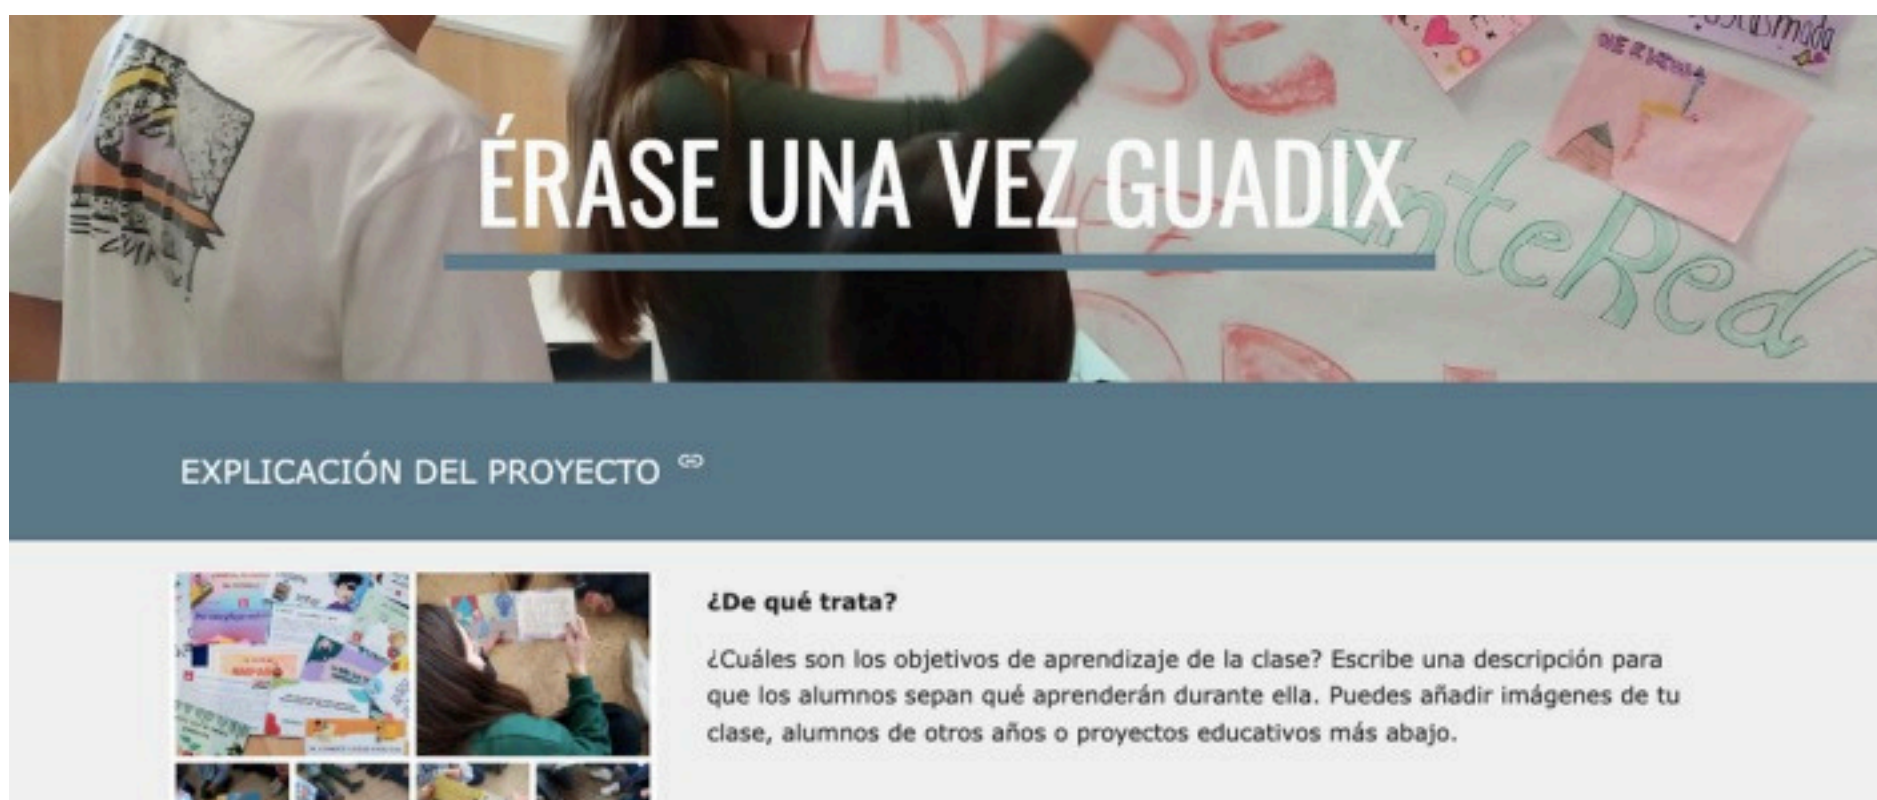 ERASE
ÉRASE UNA VEZ GUADIX
InteRed
EXPLICACIÓN DEL PROYECTO
¿De qué trata?
¿Cuáles son los objetivos de aprendizaje de la clase? Escribe una descripción para
que los alumnos sepan qué aprenderán durante ella. Puedes añadir imágenes de tu
clase, alumnos de otros años o proyectos educativos más abajo.